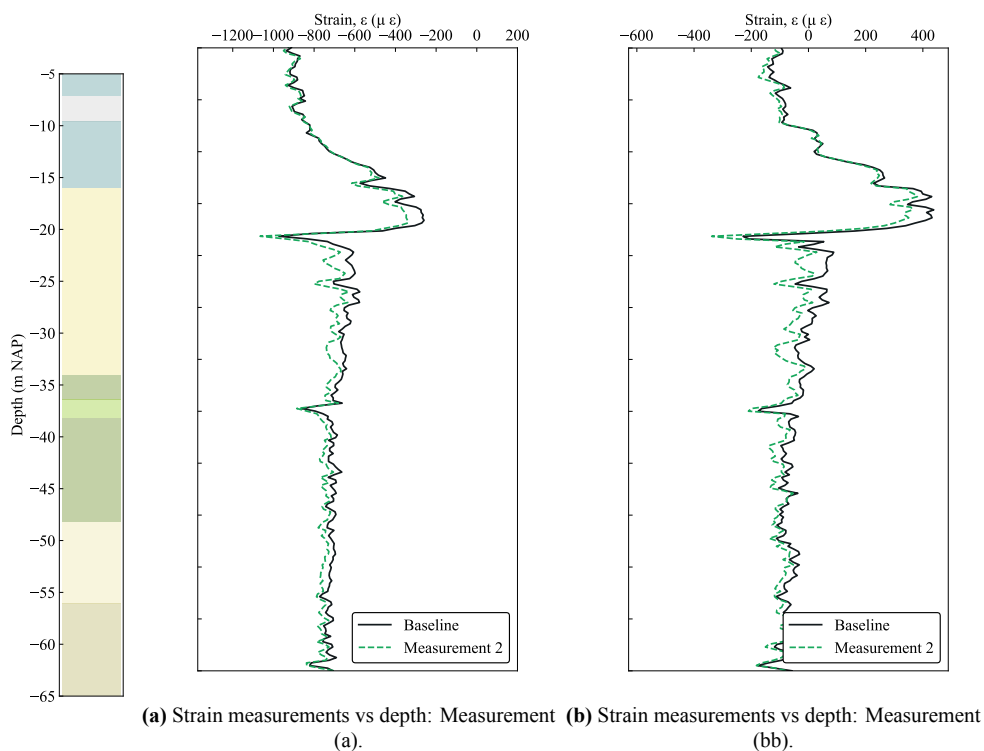 Strain, ε (μ ε)
−1200 −1000 −800 −600 −400 −200 0 200
Strain, ε (μ ε)
−600 −400 −200 0 200 400
Depth (m NAP)
−5
−10
−15
−20
−25
−30
−35
−40
−45
−50
−55
−60
−65
Baseline
Measurement 2
Baseline
Measurement 2
(a) Strain measurements vs depth: Measurement
(a).
(b) Strain measurements vs depth: Measurement
(bb).